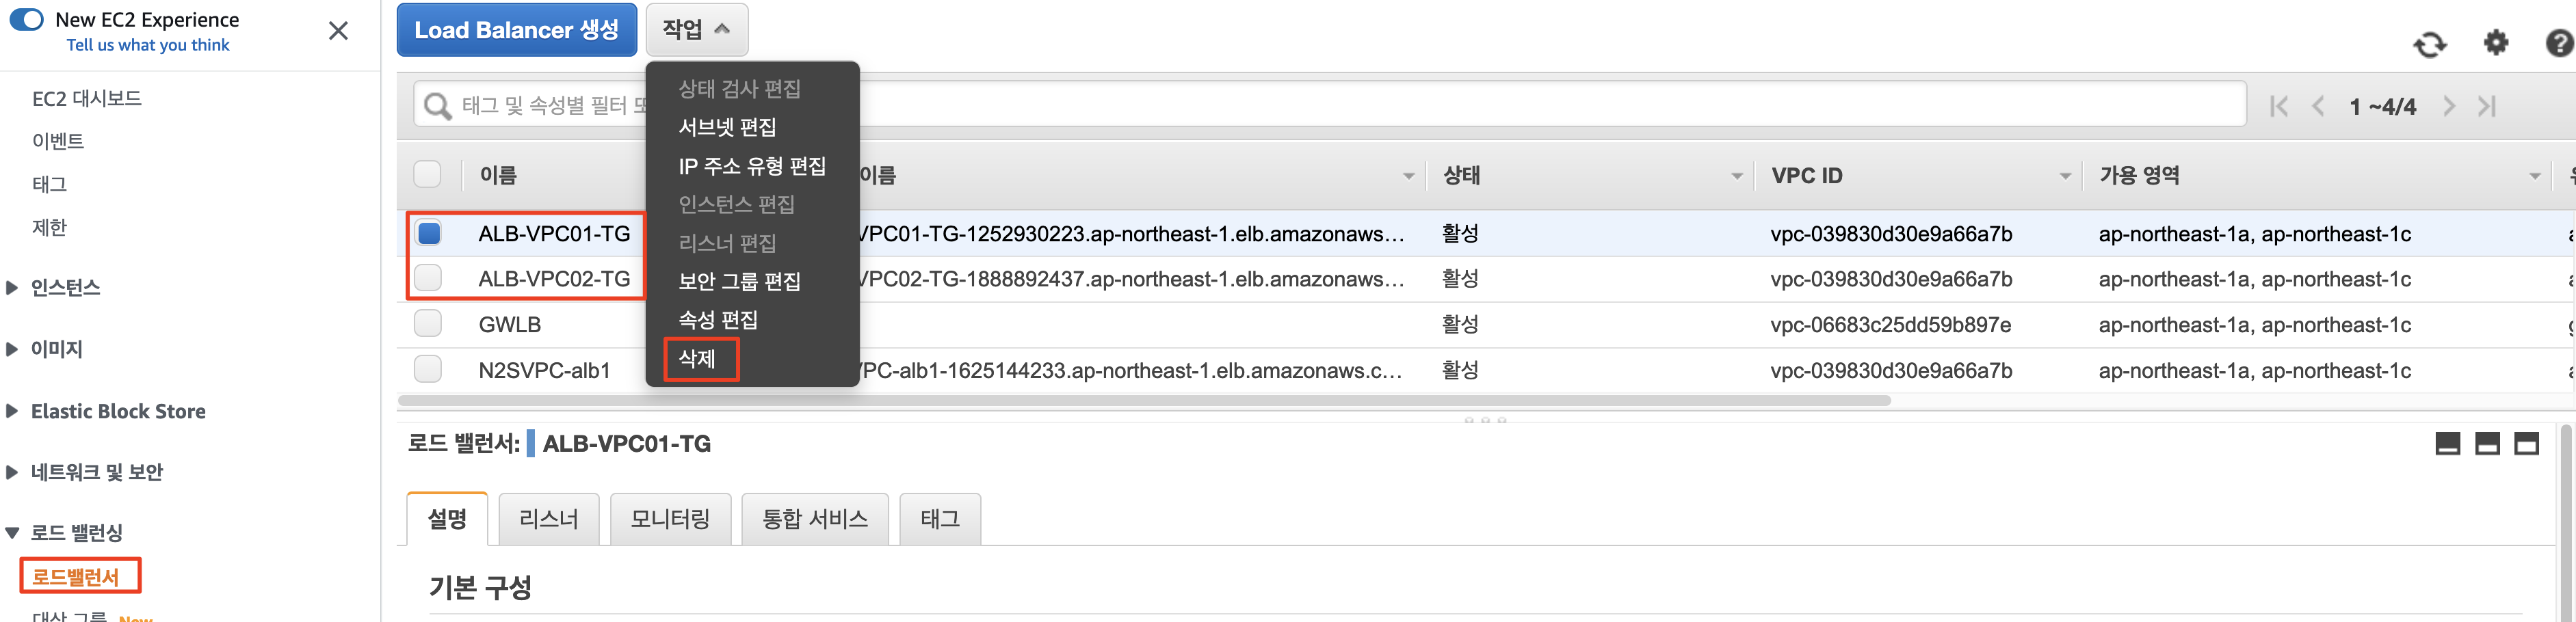 New EC2 Experience
Tell us what you think
EC2 대시보드
이벤트
태그
제한
인스턴스
이미지
Elastic Block Store
네트워크 및 보안
로드 밸런싱
로드밸런서
대상 그룹 New
Load Balancer 생성
작업
상태 검사 편집
서브넷 편집
IP 주소 유형 편집
인스턴스 편집
리스너 편집
보안 그룹 편집
속성 편집
삭제
태그 및 속성별 필터 또
1 ~4/4
이름 이름 상태 VPC ID 가용 영역
ALB-VPC01-TG VPC01-TG-1252930223.ap-northeast-1.elb.amazonaws... 활성 vpc-039830d30e9a66a7b ap-northeast-1a, ap-northeast-1c
ALB-VPC02-TG VPC02-TG-1888892437.ap-northeast-1.elb.amazonaws... 활성 vpc-039830d30e9a66a7b ap-northeast-1a, ap-northeast-1c
GWLB 활성 vpc-06683c25dd59b897e ap-northeast-1a, ap-northeast-1c
N2SVPC-alb1 VPC-alb1-1625144233.ap-northeast-1.elb.amazonaws.c... 활성 vpc-039830d30e9a66a7b ap-northeast-1a, ap-northeast-1c
로드 밸런서: ALB-VPC01-TG
설명 리스너 모니터링 통합 서비스 태그
기본 구성